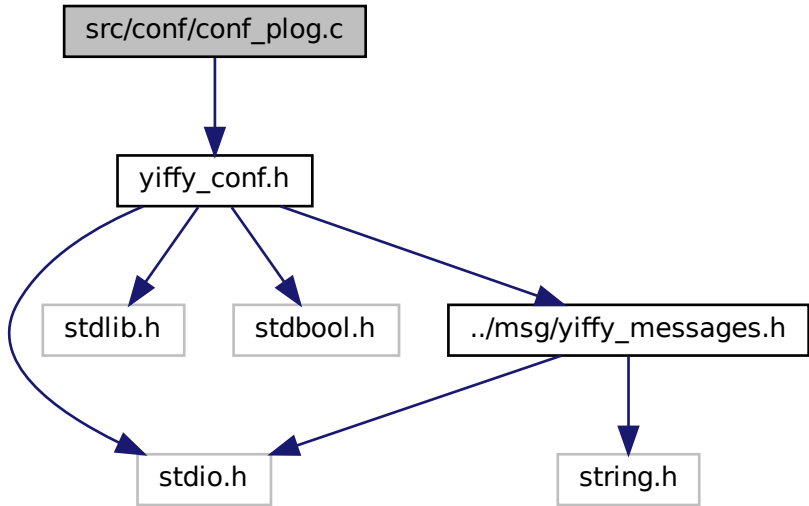 src/conf/conf_plog.c
yiffy_conf.h
stdlib.h
stdbool.h
../msg/yiffy_messages.h
stdio.h
string.h